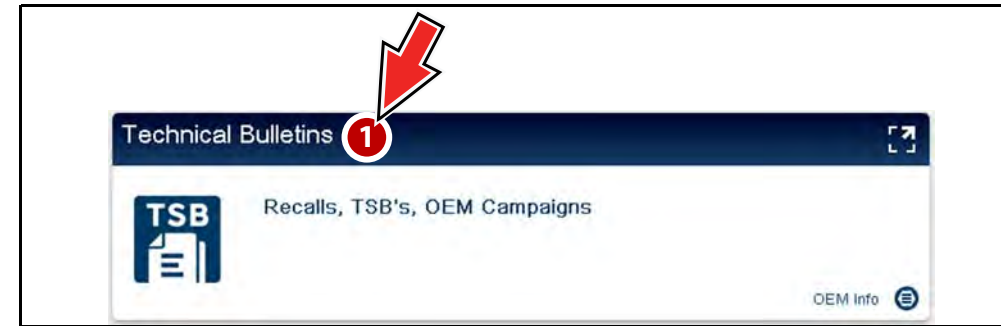 Technical Bulletins 1
TSB
Recalls, TSB's, OEM Campaigns
OEM Info